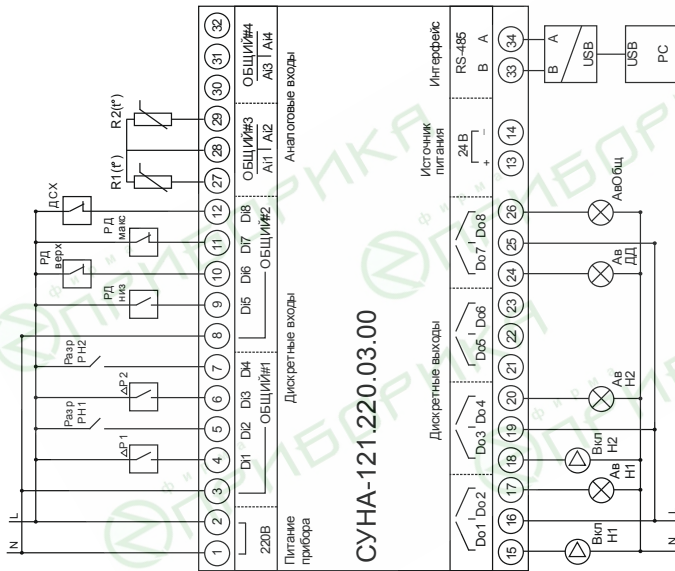 N
L
ΔP1
Разр
РН1
ΔP2
Разр
РН2
РД
низ
РД
верх
РД
макс
ДСХ
R1(t°)
R2(t°)
1
2
3
4
5
6
7
8
9
10
11
12
27
28
29
30
31
32
220В
Di1
Di2
Di3
Di4
ОБЩИЙ#1
Di5
Di6
Di7
Di8
ОБЩИЙ#2
ОБЩИЙ#3
Ai1
Ai2
ОБЩИЙ#4
Ai3
Ai4
Питание
прибора
Дискретные входы
Аналоговые входы
СУНА-121.220.03.00
Дискретные выходы
Источник
питания
Интерфейс
Do1
Do2
Do3
Do4
Do5
Do6
Do7
Do8
24 В
+
−
RS-485
B
A
15
16
17
18
19
20
21
22
23
24
25
26
13
14
33
34
Вкл
Н1
Ав
Н1
Вкл
Н2
Ав
Н2
Ав
ДД
АвОбщ
B
A
USB
USB
PC
N
L
фирма
ПРИБОРИКА
фирма
ПРИБОРИКА